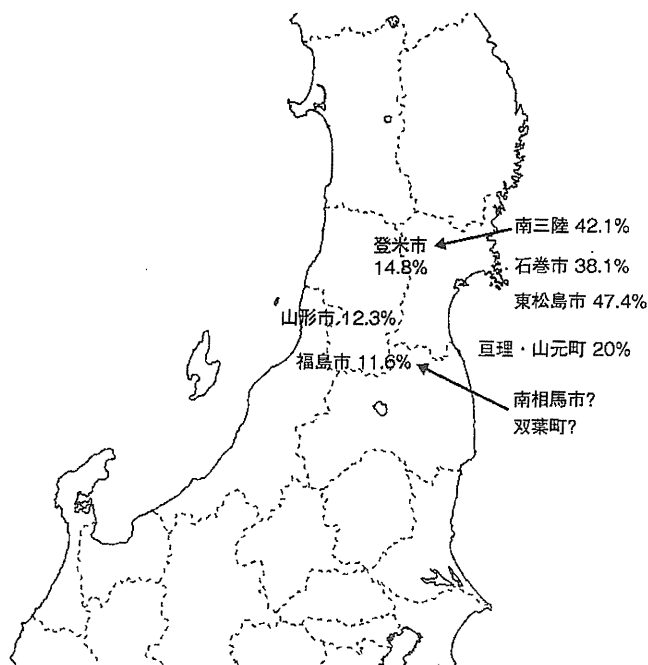 南三陸 42.1%
登米市
14.8%
石巻市 38.1%
東松島市 47.4%
山形市 12.3%
亘理・山元町 20%
福島市 11.6%
南相馬市?
双葉町?